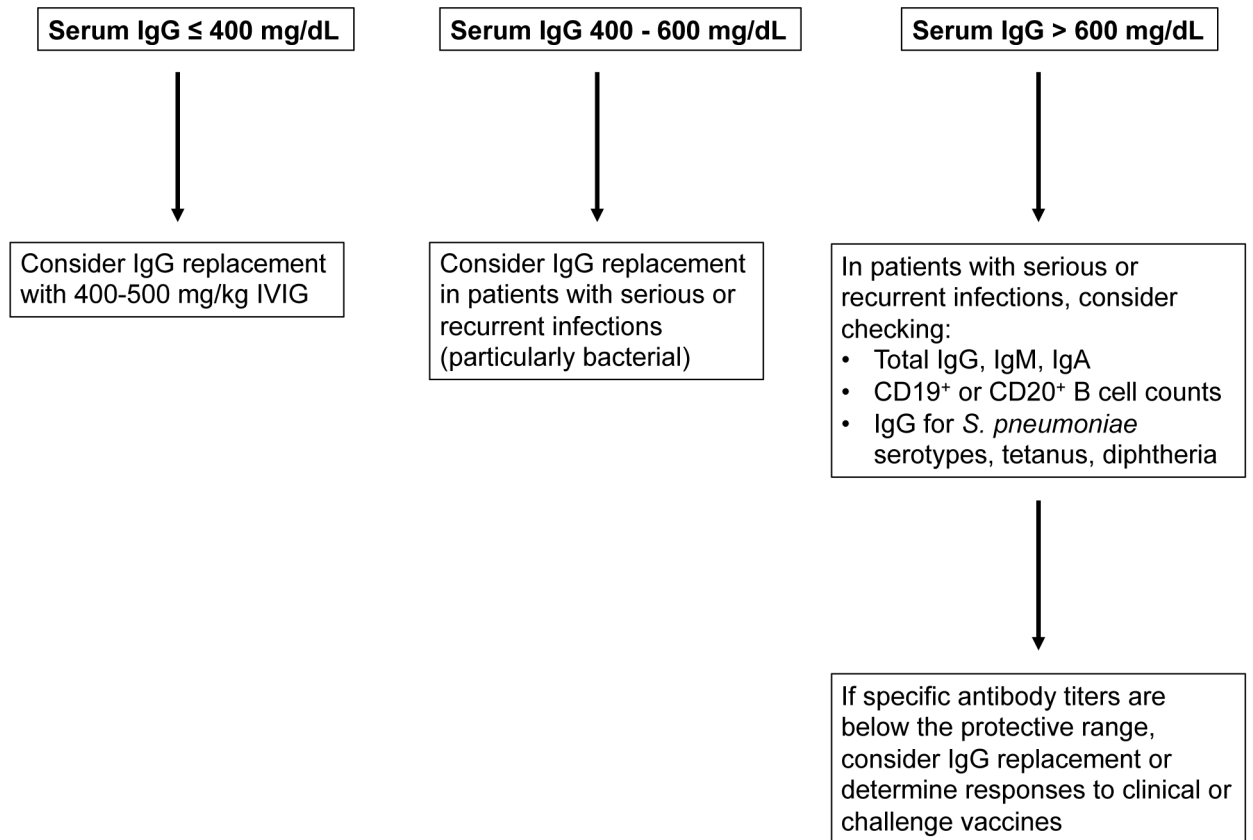 Serum IgG ≤ 400 mg/dL
Consider IgG replacement
with 400-500 mg/kg IVIG
Serum IgG 400 - 600 mg/dL
Consider IgG replacement
in patients with serious or
recurrent infections
(particularly bacterial)
Serum IgG > 600 mg/dL
In patients with serious or
recurrent infections, consider
checking:
• Total IgG, IgM, IgA
• CD19⁺ or CD20⁺ B cell counts
• IgG for S. pneumoniae
serotypes, tetanus, diphtheria
If specific antibody titers are
below the protective range,
consider IgG replacement or
determine responses to clinical or
challenge vaccines